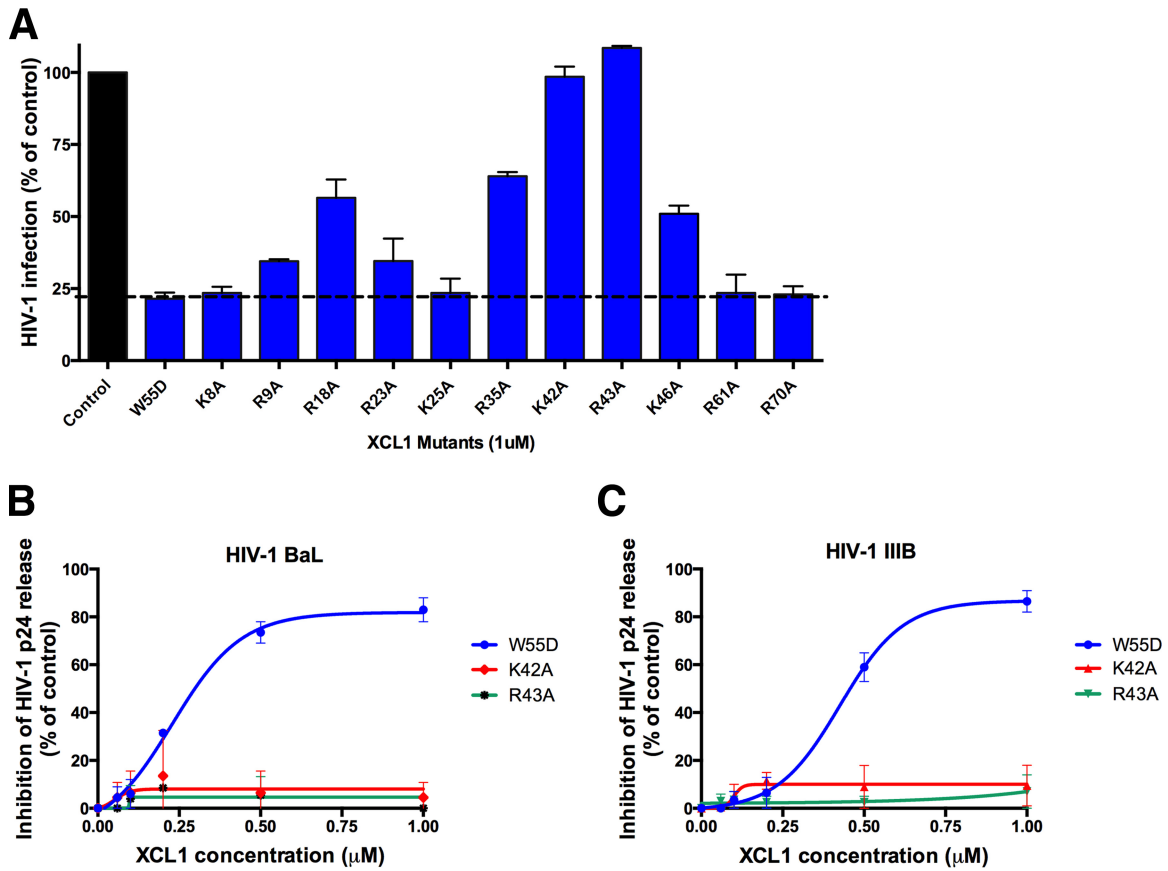 A
HIV-1 infection (% of control)
100
75
50
25
0
Control
W55D
K8A
R9A
R18A
R23A
K25A
R35A
K42A
R43A
K46A
R61A
R70A
XCL1 Mutants (1uM)
B
HIV-1 BaL
Inhibition of HIV-1 p24 release
(% of control)
100
80
60
40
20
0
0.00
0.25
0.50
0.75
1.00
XCL1 concentration (μM)
W55D
K42A
R43A
C
HIV-1 IIIB
Inhibition of HIV-1 p24 release
(% of control)
100
80
60
40
20
0
0.00
0.25
0.50
0.75
1.00
XCL1 concentration (μM)
W55D
K42A
R43A